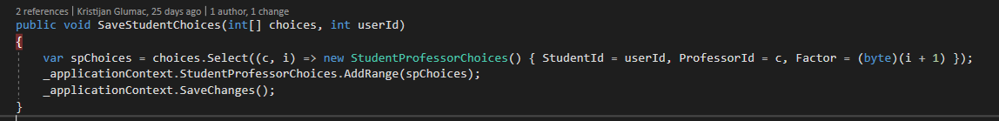 2 references | Kristijan Glumac, 25 days ago | 1 author, 1 change
public void SaveStudentChoices(int[] choices, int userId)
{
var spChoices = choices.Select((c, i) => new StudentProfessorChoices() { StudentId = userId, ProfessorId = c, Factor = (byte)(i + 1) });
_applicationContext.StudentProfessorChoices.AddRange(spChoices);
_applicationContext.SaveChanges();
}